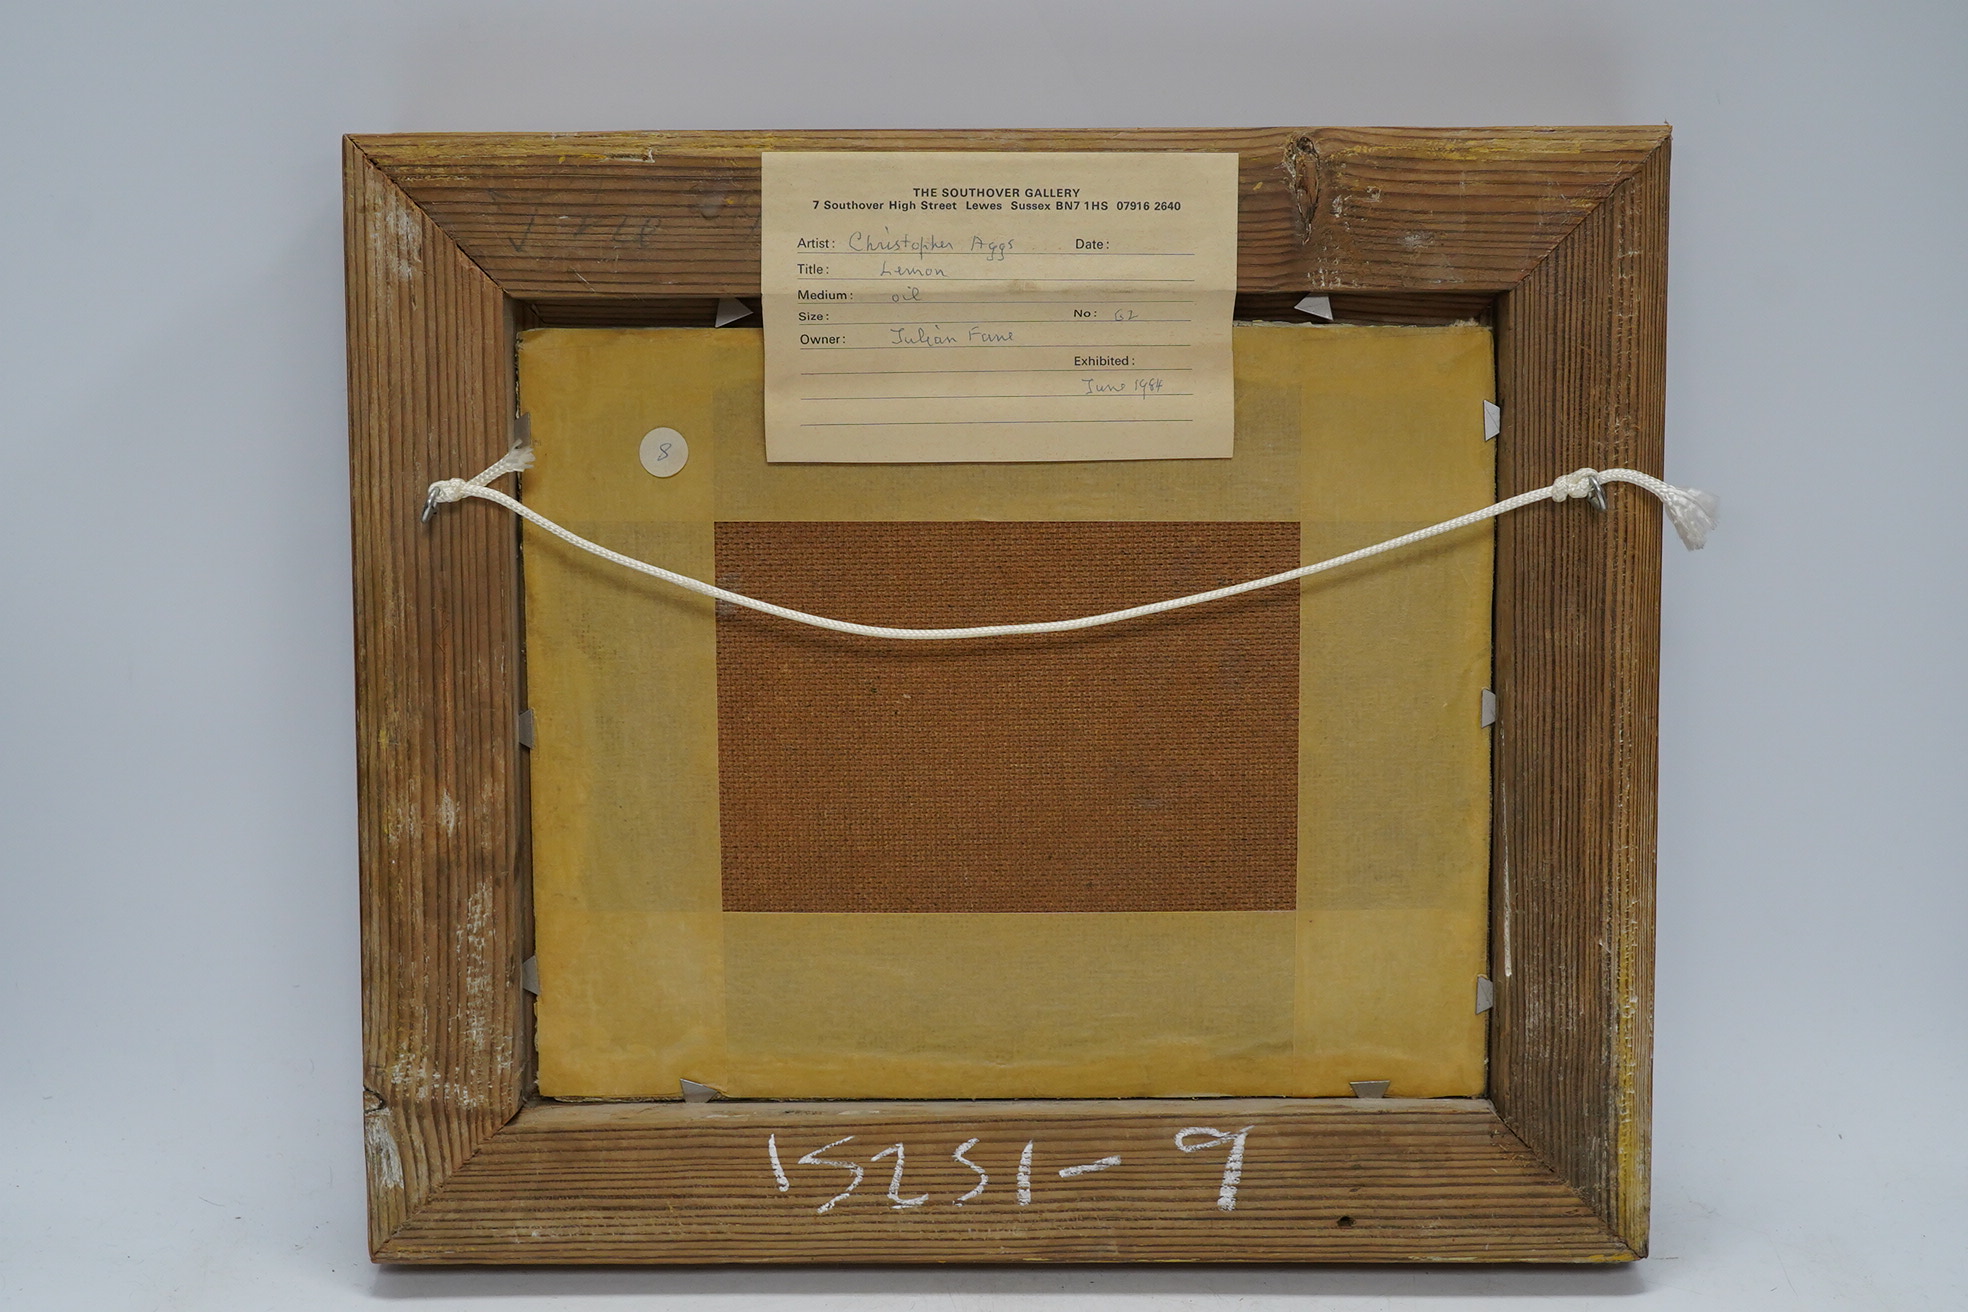 THE SOUTHOVER GALLERY
7 Southover High Street Lewes Sussex BN7 1HS 07916 2640
Artist: Christopher Aggs Date:
Title: Lemon
Medium: oil
Size: No:
Owner: Julian Fane
Exhibited:
June 1984
8
15251-9